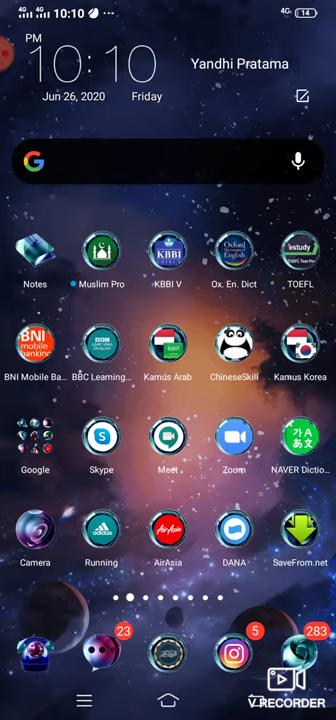 4G 4G 10:10 4G 14
PM
10:10
Yandhi Pratama
Jun 26, 2020 Friday
Notes
Muslim Pro
KBBI V
Ox. En. Dict
TOEFL
BNI Mobile Ba...
BBC Learning...
Kamus Arab
ChineseSkill
Kamus Korea
Google
Skype
Meet
Zoom
NAVER Dictio...
Camera
Running
AirAsia
DANA
SaveFrom.net
23
5
283
V RECORDER